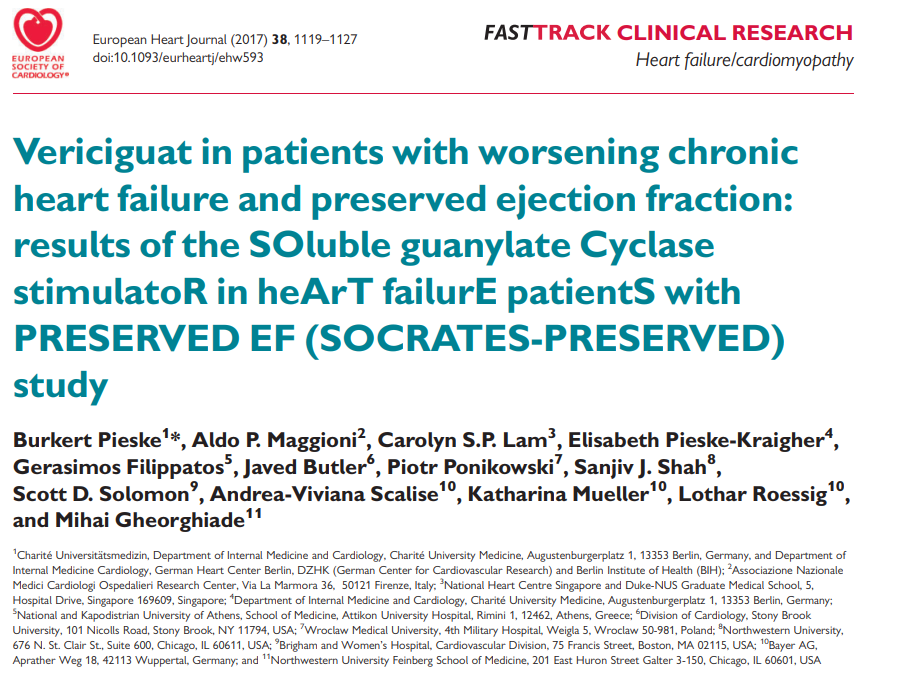 EUROPEAN
SOCIETY OF
CARDIOLOGY®
European Heart Journal (2017) 38, 1119–1127
doi:10.1093/eurheartj/ehw593
FASTTRACK CLINICAL RESEARCH
Heart failure/cardiomyopathy
Vericiguat in patients with worsening chronic
heart failure and preserved ejection fraction:
results of the SOluble guanylate Cyclase
stimulatoR in heArT failurE patientS with
PRESERVED EF (SOCRATES-PRESERVED)
study
Burkert Pieske1*, Aldo P. Maggioni2, Carolyn S.P. Lam3, Elisabeth Pieske-Kraigher4,
Gerasimos Filippatos5, Javed Butler6, Piotr Ponikowski7, Sanjiv J. Shah8,
Scott D. Solomon9, Andrea-Viviana Scalise10, Katharina Mueller10, Lothar Roessig10,
and Mihai Gheorghiade11
1Charité Universitätsmedizin, Department of Internal Medicine and Cardiology, Charité University Medicine, Augustenburgerplatz 1, 13353 Berlin, Germany, and Department of
Internal Medicine Cardiology, German Heart Center Berlin, DZHK (German Center for Cardiovascular Research) and Berlin Institute of Health (BIH); 2Associazione Nazionale
Medici Cardiologi Ospedalieri Research Center, Via La Marmora 36, 50121 Firenze, Italy; 3National Heart Centre Singapore and Duke-NUS Graduate Medical School, 5,
Hospital Drive, Singapore 169609, Singapore; 4Department of Internal Medicine and Cardiology, Charité University Medicine, Augustenburgerplatz 1, 13353 Berlin, Germany;
5National and Kapodistrian University of Athens, School of Medicine, Attikon University Hospital, Rimini 1, 12462, Athens, Greece; 6Division of Cardiology, Stony Brook
University, 101 Nicolls Road, Stony Brook, NY 11794, USA; 7Wroclaw Medical University, 4th Military Hospital, Weigla 5, Wroclaw 50-981, Poland; 8Northwestern University,
676 N. St. Clair St., Suite 600, Chicago, IL 60611, USA; 9Brigham and Women's Hospital, Cardiovascular Division, 75 Francis Street, Boston, MA 02115, USA; 10Bayer AG,
Aprather Weg 18, 42113 Wuppertal, Germany; and 11Northwestern University Feinberg School of Medicine, 201 East Huron Street Galter 3-150, Chicago, IL 60601, USA